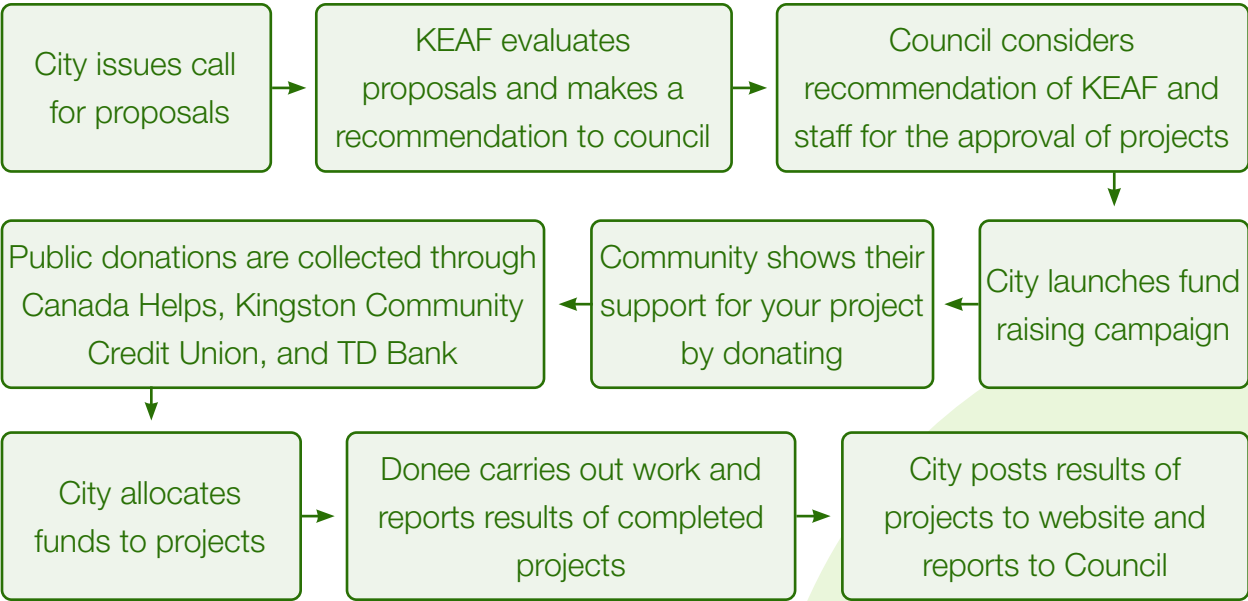 City issues call
for proposals
KEAF evaluates
proposals and makes a
recommendation to council
Council considers
recommendation of KEAF and
staff for the approval of projects
City launches fund
raising campaign
Community shows their
support for your project
by donating
Public donations are collected through
Canada Helps, Kingston Community
Credit Union, and TD Bank
City allocates
funds to projects
Donee carries out work and
reports results of completed
projects
City posts results of
projects to website and
reports to Council